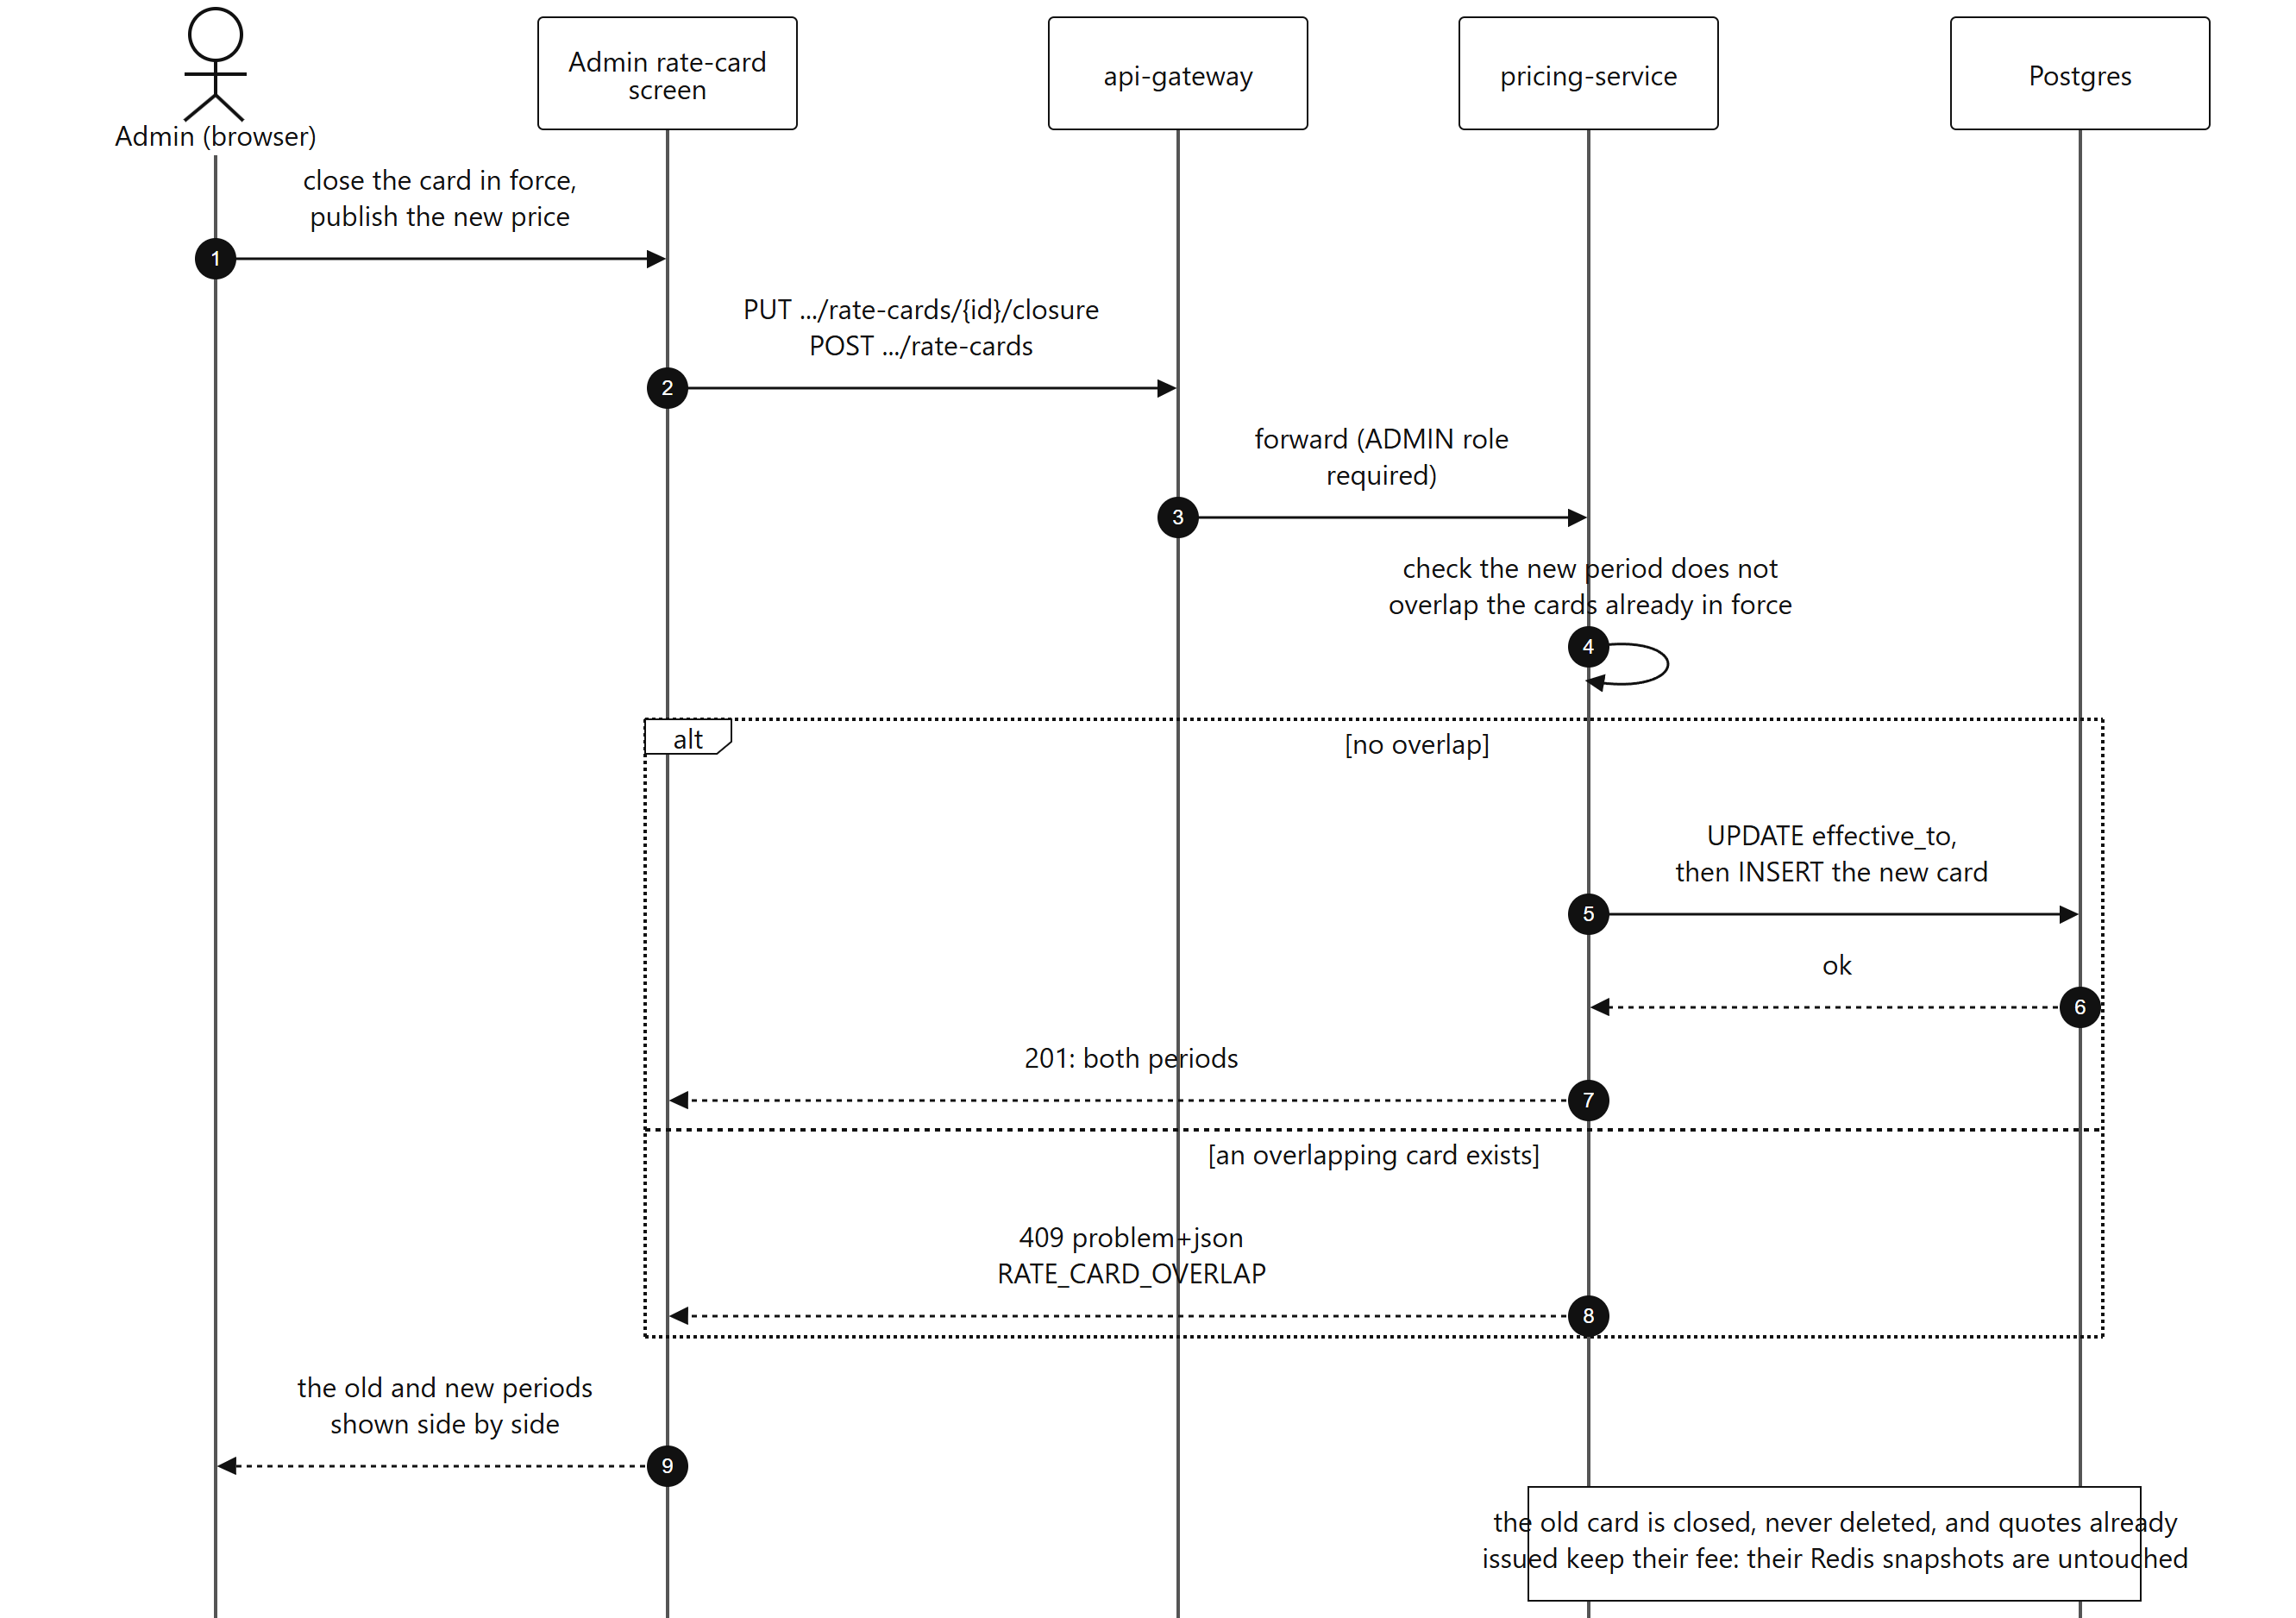 Admin (browser)
Admin rate-card
screen
api-gateway
pricing-service
Postgres
close the card in force,
publish the new price
1
PUT .../rate-cards/{id}/closure
POST .../rate-cards
2
forward (ADMIN role
required)
3
check the new period does not
overlap the cards already in force
4
alt
[no overlap]
UPDATE effective_to,
then INSERT the new card
5
ok
6
201: both periods
7
[an overlapping card exists]
409 problem+json
RATE_CARD_OVERLAP
8
the old and new periods
shown side by side
9
the old card is closed, never deleted, and quotes already
issued keep their fee: their Redis snapshots are untouched